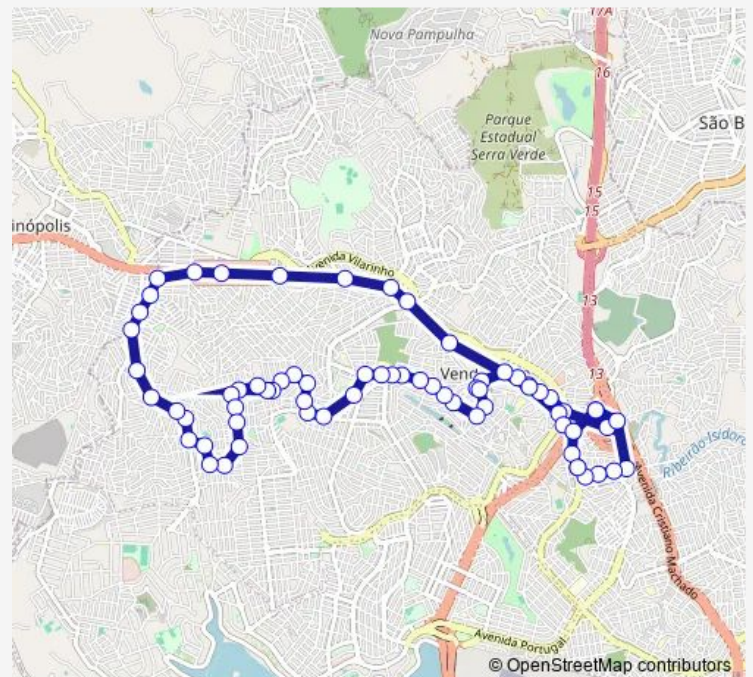 17A
Nova Pampulha
16
Parque
Estadual
Serra Verde
São B
15
15
inópolis
Avenida Vilarinho
13
13
Vend
Ribeirão-Isidoro
Avenida Cristiano Machado
Avenida Portugal
© OpenStreetMap contributors